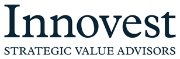 Innovest
STRATEGIC VALUE ADVISORS